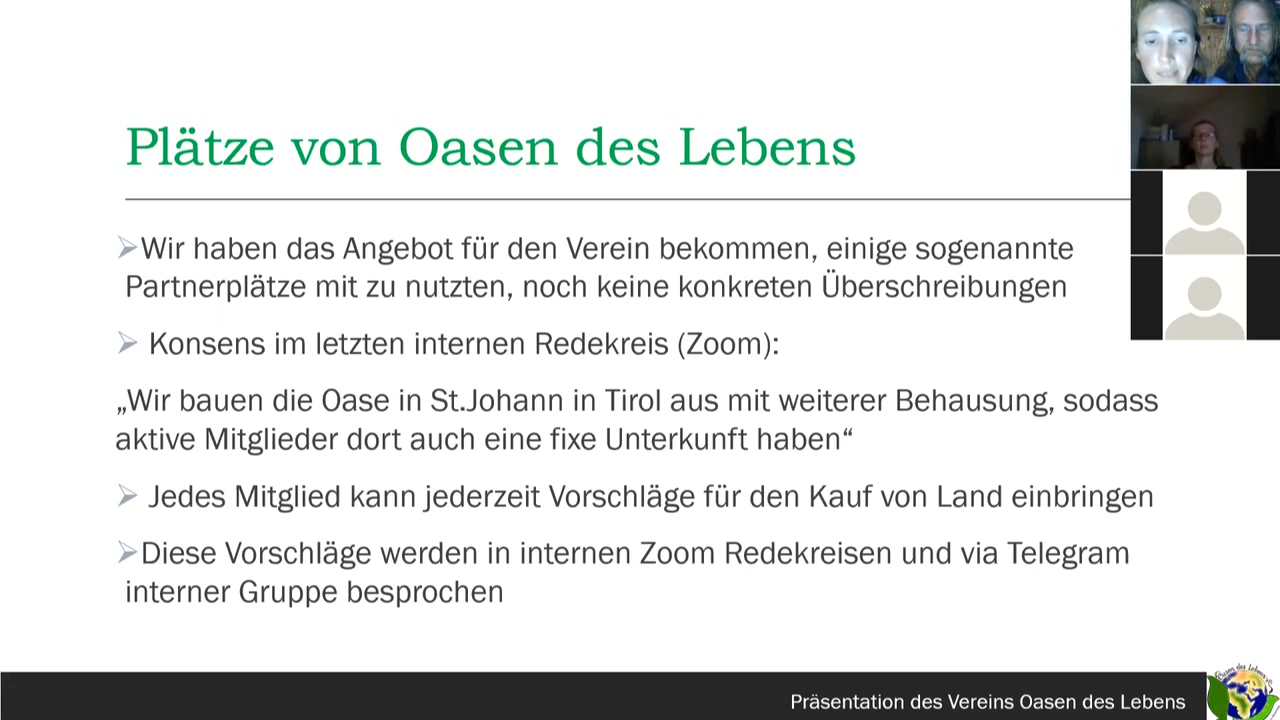 Plätze von Oasen des Lebens
➢Wir haben das Angebot für den Verein bekommen, einige sogenannte
Partnerplätze mit zu nutzten, noch keine konkreten Überschreibungen
➢ Konsens im letzten internen Redekreis (Zoom):
„Wir bauen die Oase in St.Johann in Tirol aus mit weiterer Behausung, sodass
aktive Mitglieder dort auch eine fixe Unterkunft haben“
➢ Jedes Mitglied kann jederzeit Vorschläge für den Kauf von Land einbringen
➢Diese Vorschläge werden in internen Zoom Redekreisen und via Telegram
interner Gruppe besprochen
Präsentation des Vereins Oasen des Lebens
Oasen des Lebens